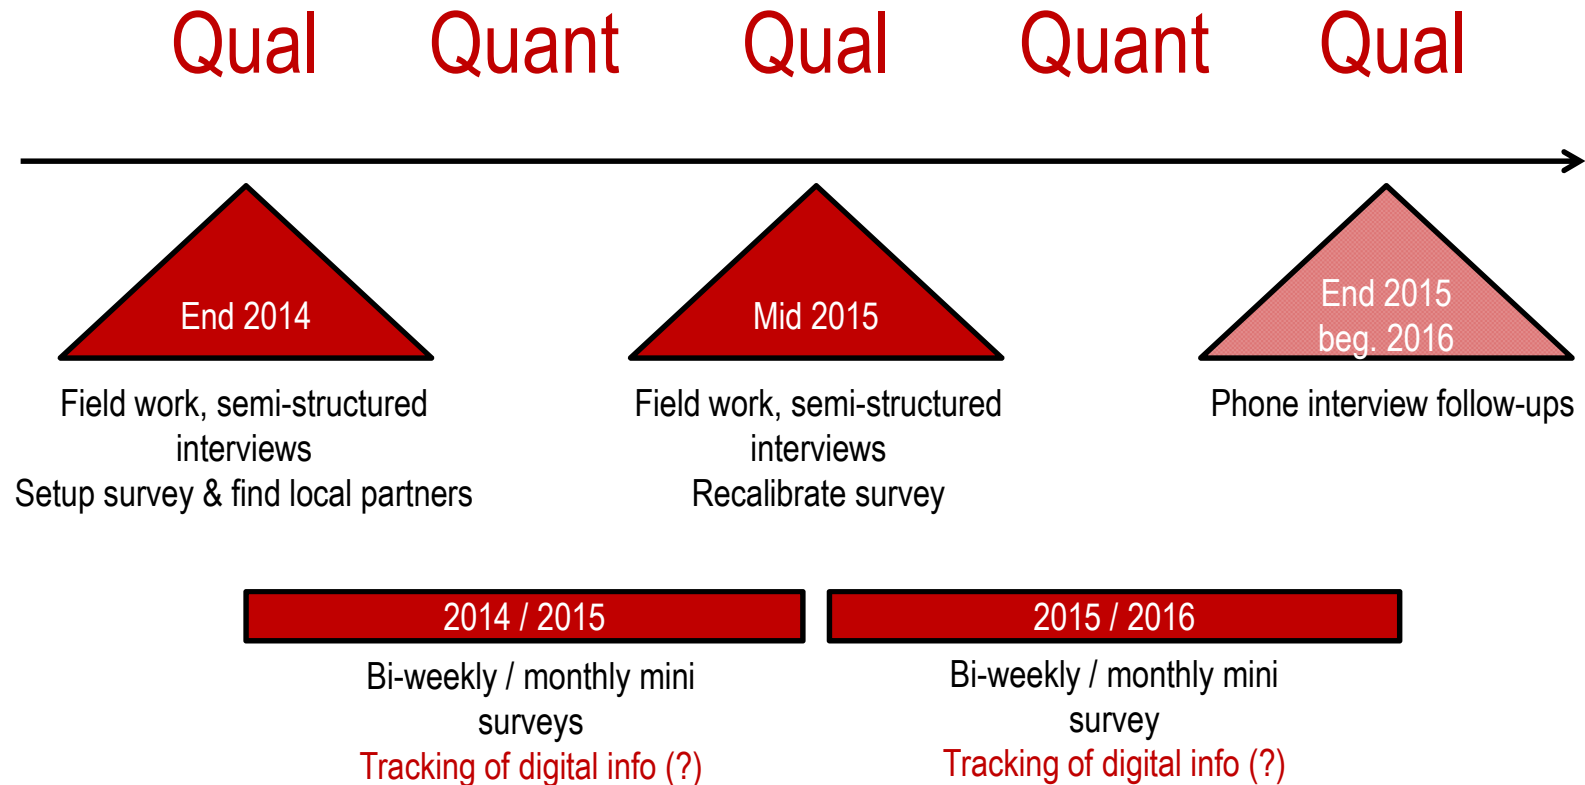 Qual Quant Qual Quant Qual
End 2014
Mid 2015
End 2015
beg. 2016
Field work, semi-structured
interviews
Setup survey & find local partners
Field work, semi-structured
interviews
Recalibrate survey
Phone interview follow-ups
2014 / 2015
Bi-weekly / monthly mini
surveys
Tracking of digital info (?)
2015 / 2016
Bi-weekly / monthly mini
survey
Tracking of digital info (?)